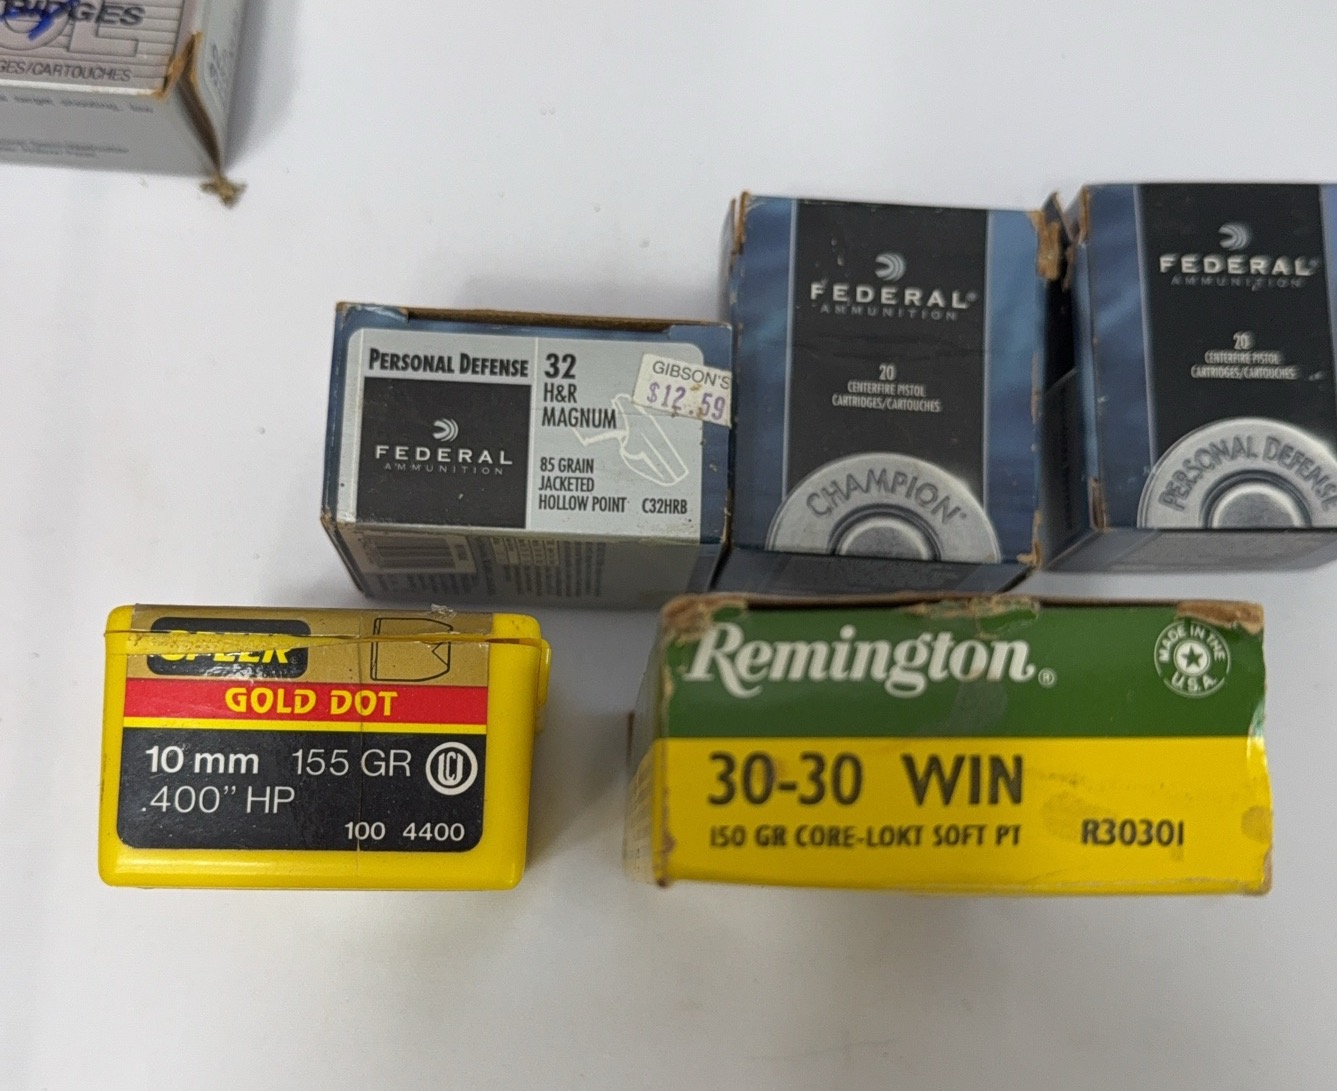 GES/CARTOUCHES
FEDERAL®
AMMUNITION
20
CENTERFIRE PISTOL
CARTRIDGES/CARTOUCHES
CHAMPION
FEDERAL®
AMMUNITION
20
CENTERFIRE PISTOL
CARTRIDGES/CARTOUCHES
PERSONAL DEFENSE
PERSONAL DEFENSE
FEDERAL
AMMUNITION
32
H&R
MAGNUM
85 GRAIN
JACKETED
HOLLOW POINT C32HRB
GIBSON'S
$12.59
SPEER
GOLD DOT
10 mm 155 GR
.400" HP
100 4400
Remington®
MADE IN THE U.S.A.
30-30 WIN
150 GR CORE-LOKT SOFT PT R30301